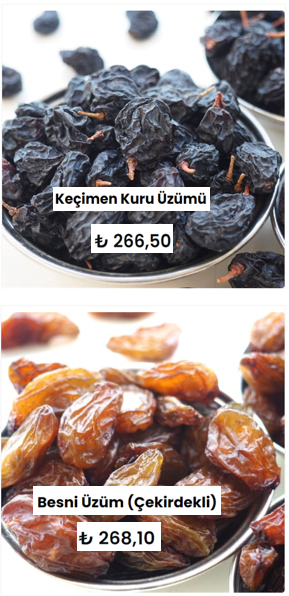 Keçimen Kuru Üzümü
₺ 266,50
Besni Üzüm (Çekirdekli)
₺ 268,10